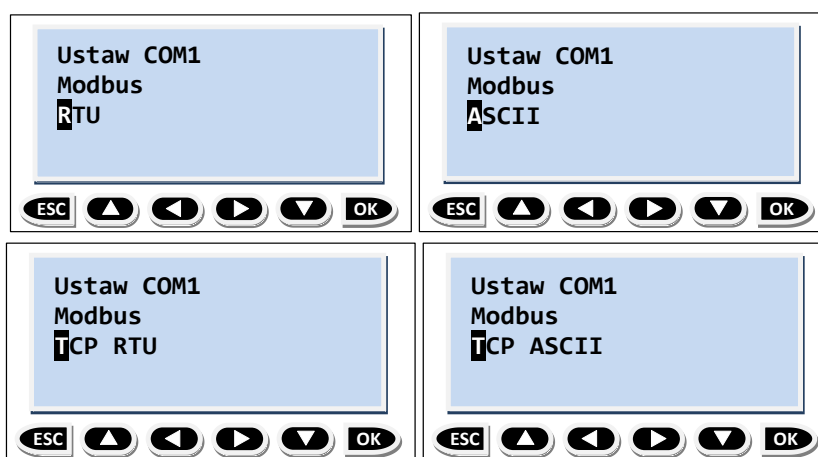 Ustaw COM1
Modbus
RTU
ESC OK
Ustaw COM1
Modbus
ASCII
ESC OK
Ustaw COM1
Modbus
TCP RTU
ESC OK
Ustaw COM1
Modbus
TCP ASCII
ESC OK